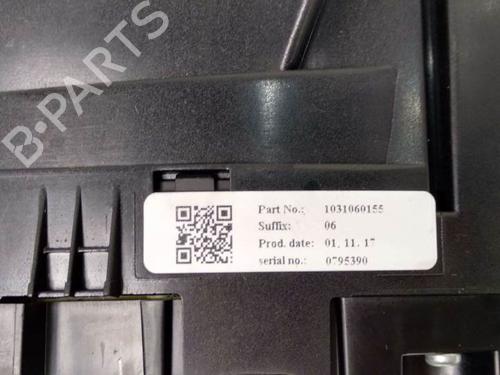 B-PARTS
Part No.: 1031060155
Suffix: 06
Prod. date: 01. 11. 17
serial no.: 0795390